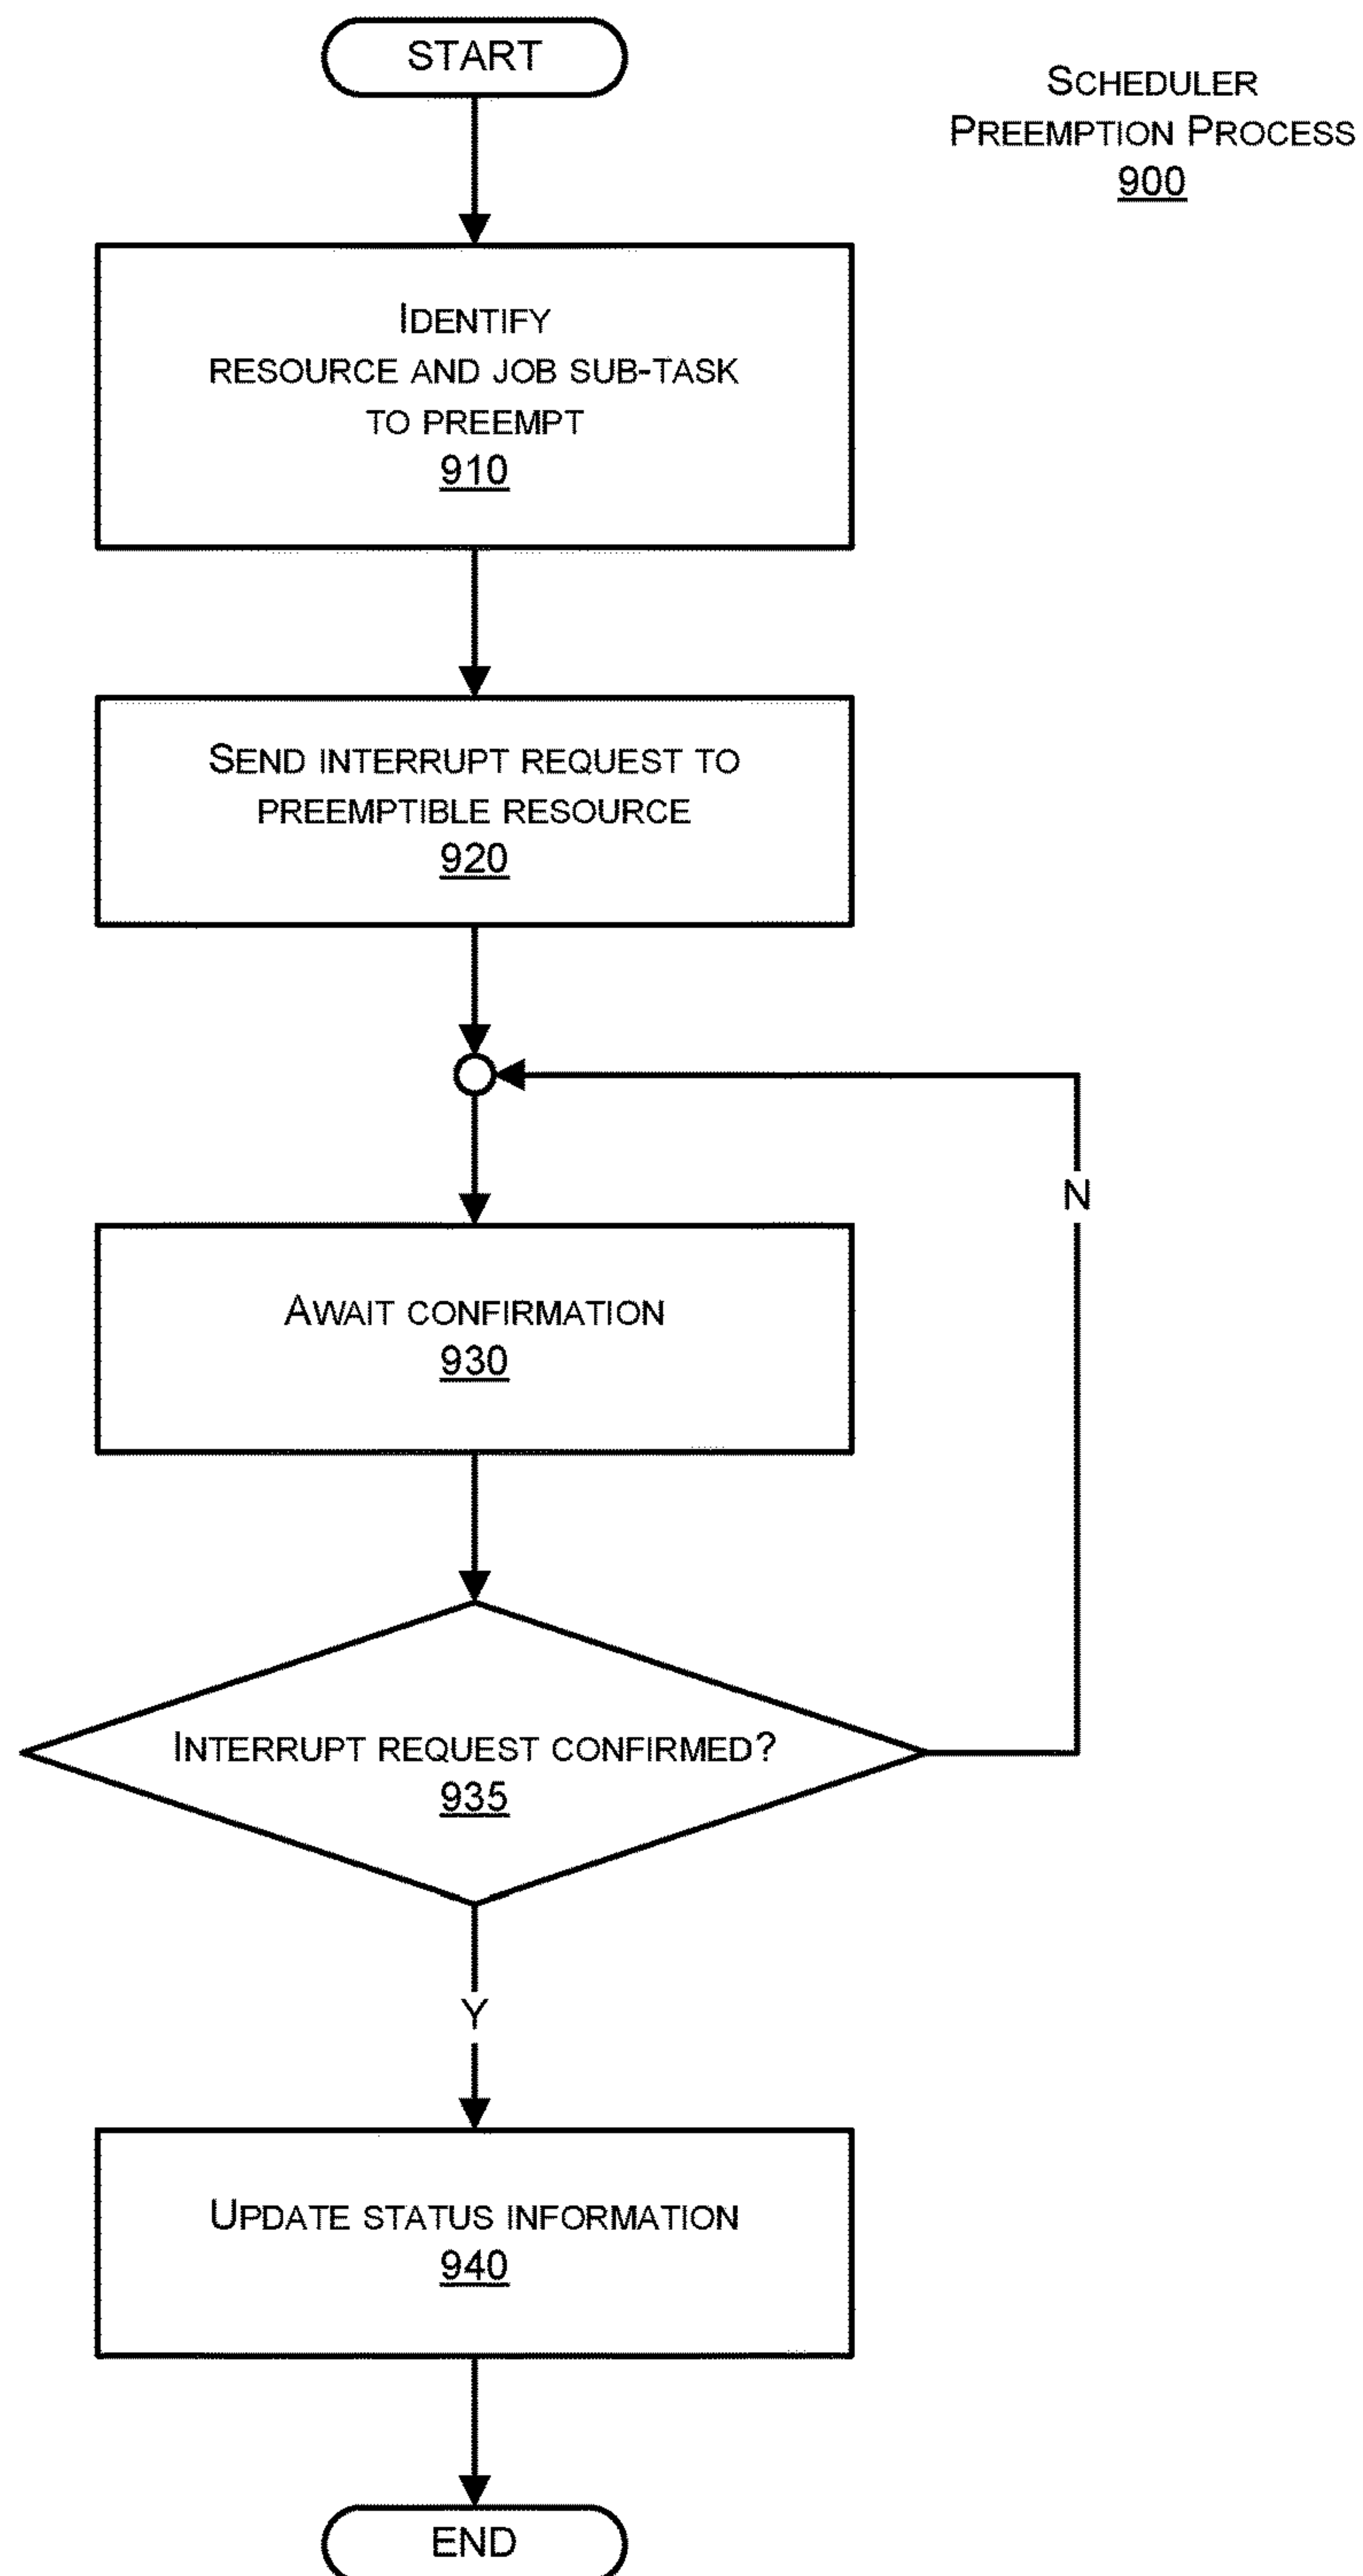 START
SCHEDULER
PREEMPTION PROCESS
900
IDENTIFY
RESOURCE AND JOB SUB-TASK
TO PREEMPT
910
SEND INTERRUPT REQUEST TO
PREEMPTIBLE RESOURCE
920
N
AWAIT CONFIRMATION
930
INTERRUPT REQUEST CONFIRMED?
935
Y
UPDATE STATUS INFORMATION
940
END